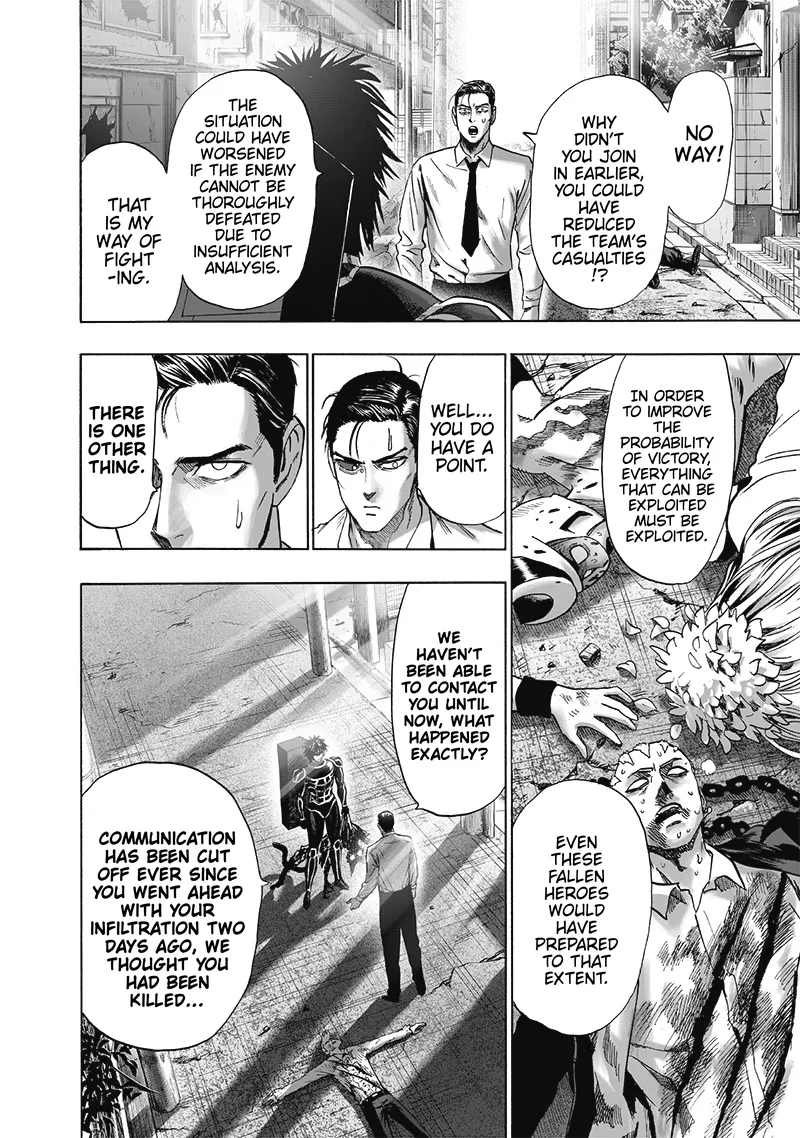 NO
WAY!
WHY
DIDN'T
YOU JOIN
IN EARLIER,
YOU COULD
HAVE
REDUCED
THE TEAM'S
CASUALTIES
!?
THE
SITUATION
COULD HAVE
WORSENED
IF THE ENEMY
CANNOT BE
THOROUGHLY
DEFEATED
DUE TO
INSUFFICIENT
ANALYSIS.
THAT
IS MY
WAY OF
FIGHT
-ING.
IN ORDER
TO IMPROVE
THE
PROBABILITY
OF VICTORY,
EVERYTHING
THAT CAN BE
EXPLOITED
MUST BE
EXPLOITED.
EVEN
THESE
FALLEN
HEROES
WOULD
HAVE
PREPARED
TO THAT
EXTENT.
WELL...
YOU DO
HAVE A
POINT.
THERE
IS ONE
OTHER
THING.
WE
HAVEN'T
BEEN ABLE
TO CONTACT
YOU UNTIL
NOW, WHAT
HAPPENED
EXACTLY?
COMMUNICATION
HAS BEEN CUT
OFF EVER SINCE
YOU WENT AHEAD
WITH YOUR
INFILTRATION TWO
DAYS AGO, WE
THOUGHT YOU
HAD BEEN
KILLED...